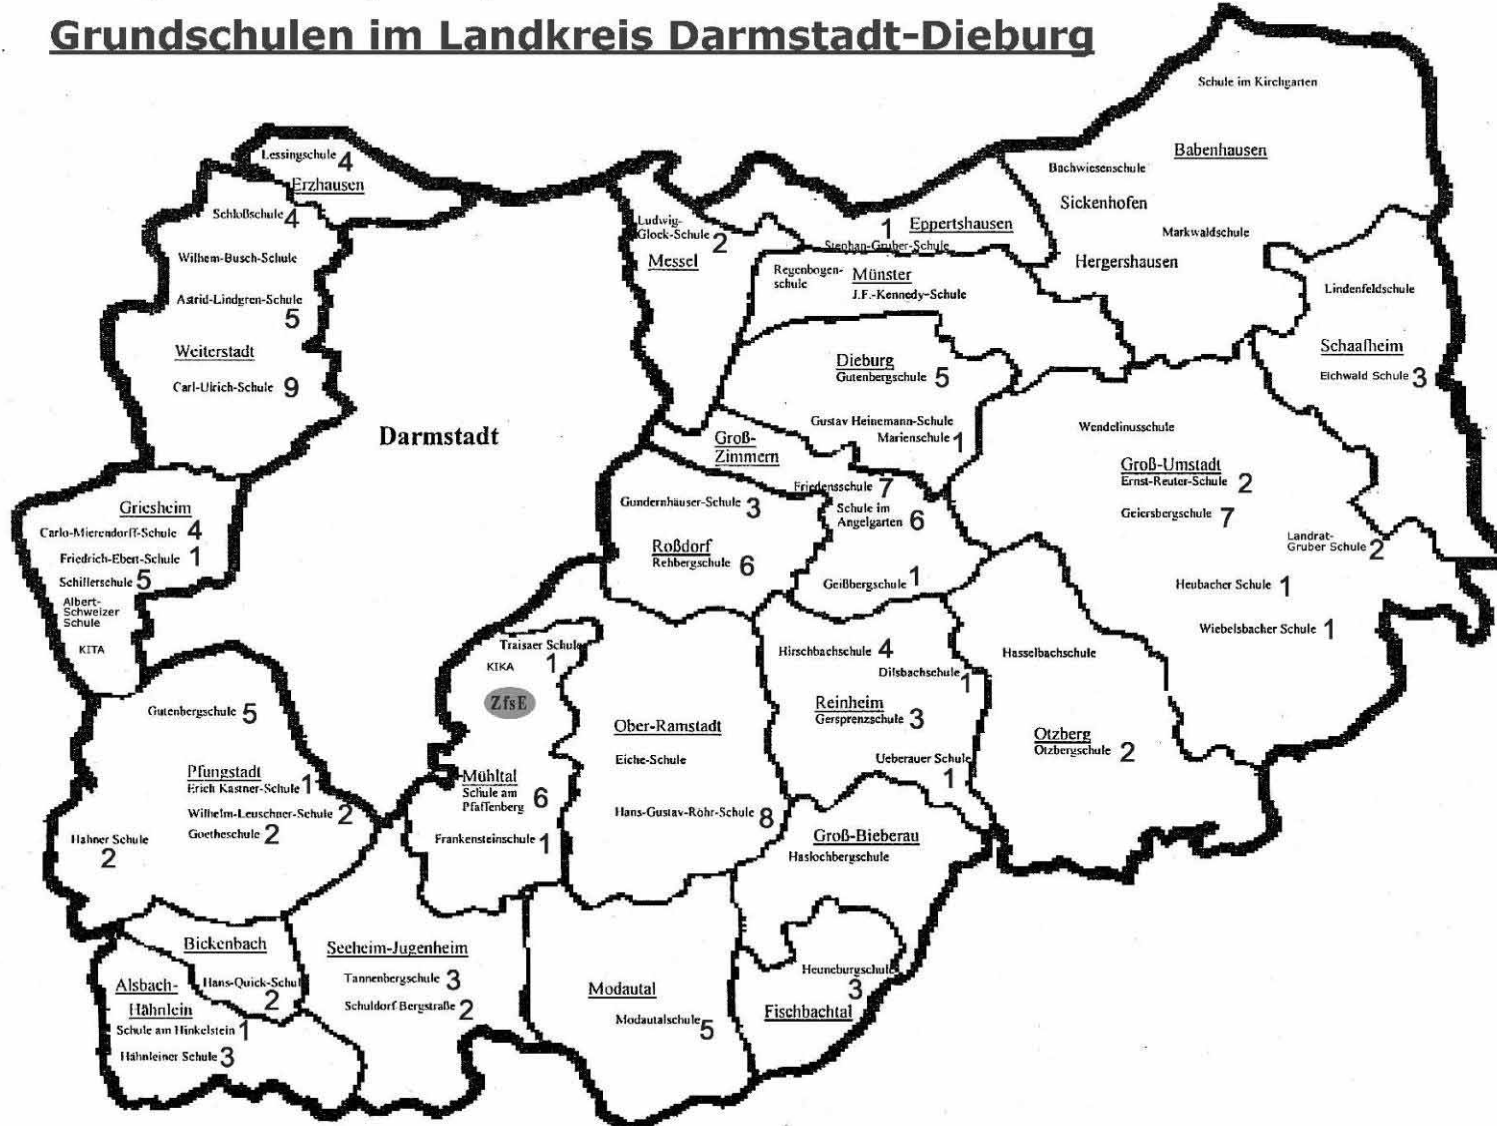 Grundschulen im Landkreis Darmstadt-Dieburg
Schule im Kirchgarten
Babenhausen
Bachwiesenschule
Sickenhofen
Markwaldschule
Hergershausen
Lessingschule 4
Erzhausen
Schloßschule 4
Wilhem-Busch-Schule
Astrid-Lindgren-Schule
5
Weiterstadt
Carl-Ulrich-Schule 9
Darmstadt
Ludwig-
Glock-Schule 2
Messel
1
Eppertshausen
Stephan-Gruber-Schule
Regenbogen-
schule
Münster
J.F.-Kennedy-Schule
Lindenfeldschule
Schaafheim
Eichwald Schule 3
Dieburg
Gutenbergschule 5
Gustav Heinemann-Schule
Marienschule 1
Groß-
Zimmern
Friedensschule 7
Schule im
Angelgarten 6
Geißbergschule 1
Wendelinusschule
Groß-Umstadt
Ernst-Reuter-Schule 2
Geiersbergschule 7
Landrat-
Gruber Schule 2
Heubacher Schule 1
Wiebelsbacher Schule 1
Griesheim
Carlo-Mierendorff-Schule 4
Friedrich-Ebert-Schule 1
Schillerschule 5
Albert-
Schweizer
Schule
KITA
Gundernhäuser-Schule 3
Roßdorf
Rehbergschule 6
Traisaer Schule
1
KIKA
ZfsE
Mühltal
Schule am
Pfaffenberg 6
Frankensteinschule 1
Ober-Ramstadt
Eiche-Schule
Hans-Gustav-Röhr-Schule 8
Hirschbachschule 4
Dilsbachschule 1
Reinheim
Gersprenzschule 3
Ueberauer Schule
1
Hasselbachschule
Otzberg
Otzbergschule 2
Gutenbergschule 5
Pfungstadt
Erich Kästner-Schule 1
Wilhelm-Leuschner-Schule 2
Goetheschule 2
Hahner Schule
2
Groß-Bieberau
Haslochbergschule
Heuneburgschule
3
Fischbachtal
Bickenbach
Hans-Quick-Schul
2
Alsbach-
Hähnlein
Schule am Hinkelstein 1
Hähnleiner Schule 3
Seeheim-Jugenheim
Tannenbergschule 3
Schuldorf Bergstraße 2
Modautal
Modautalschule 5